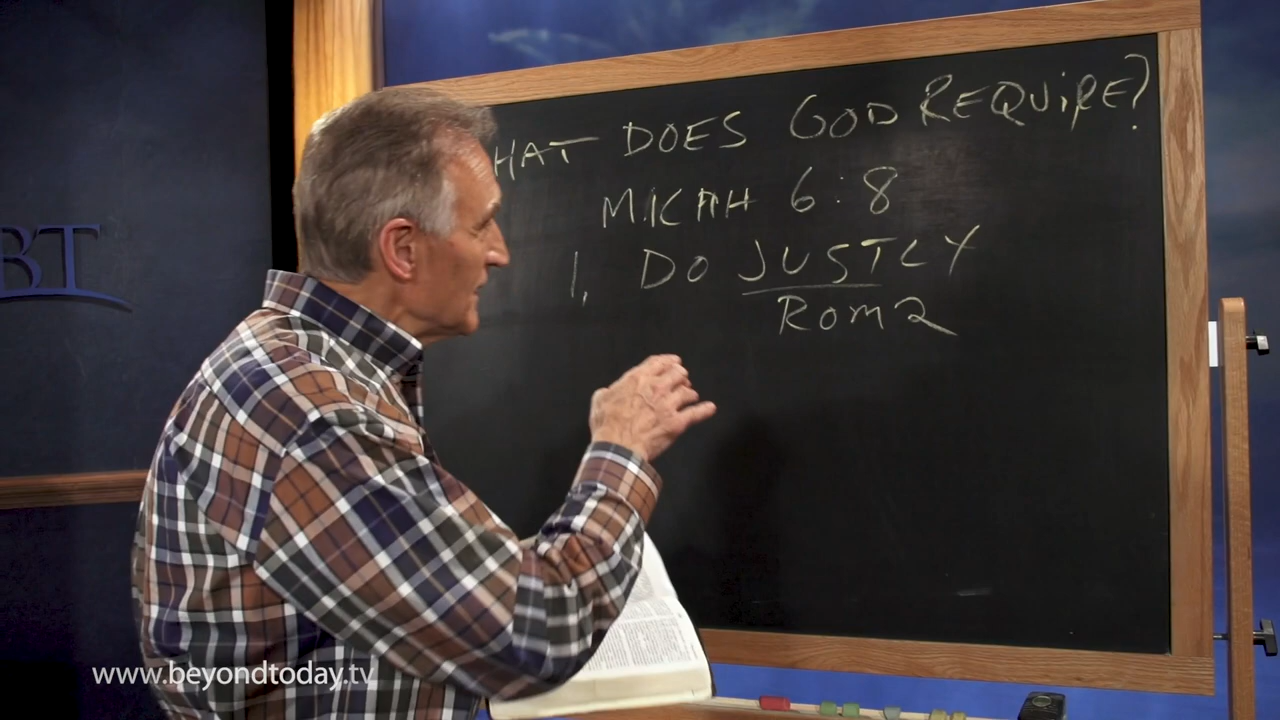 HAT DOES GOD REQUIRE?
MICAH 6:8
1, DO JUSTLY
ROM 2
BT
www.beyondtoday.tv